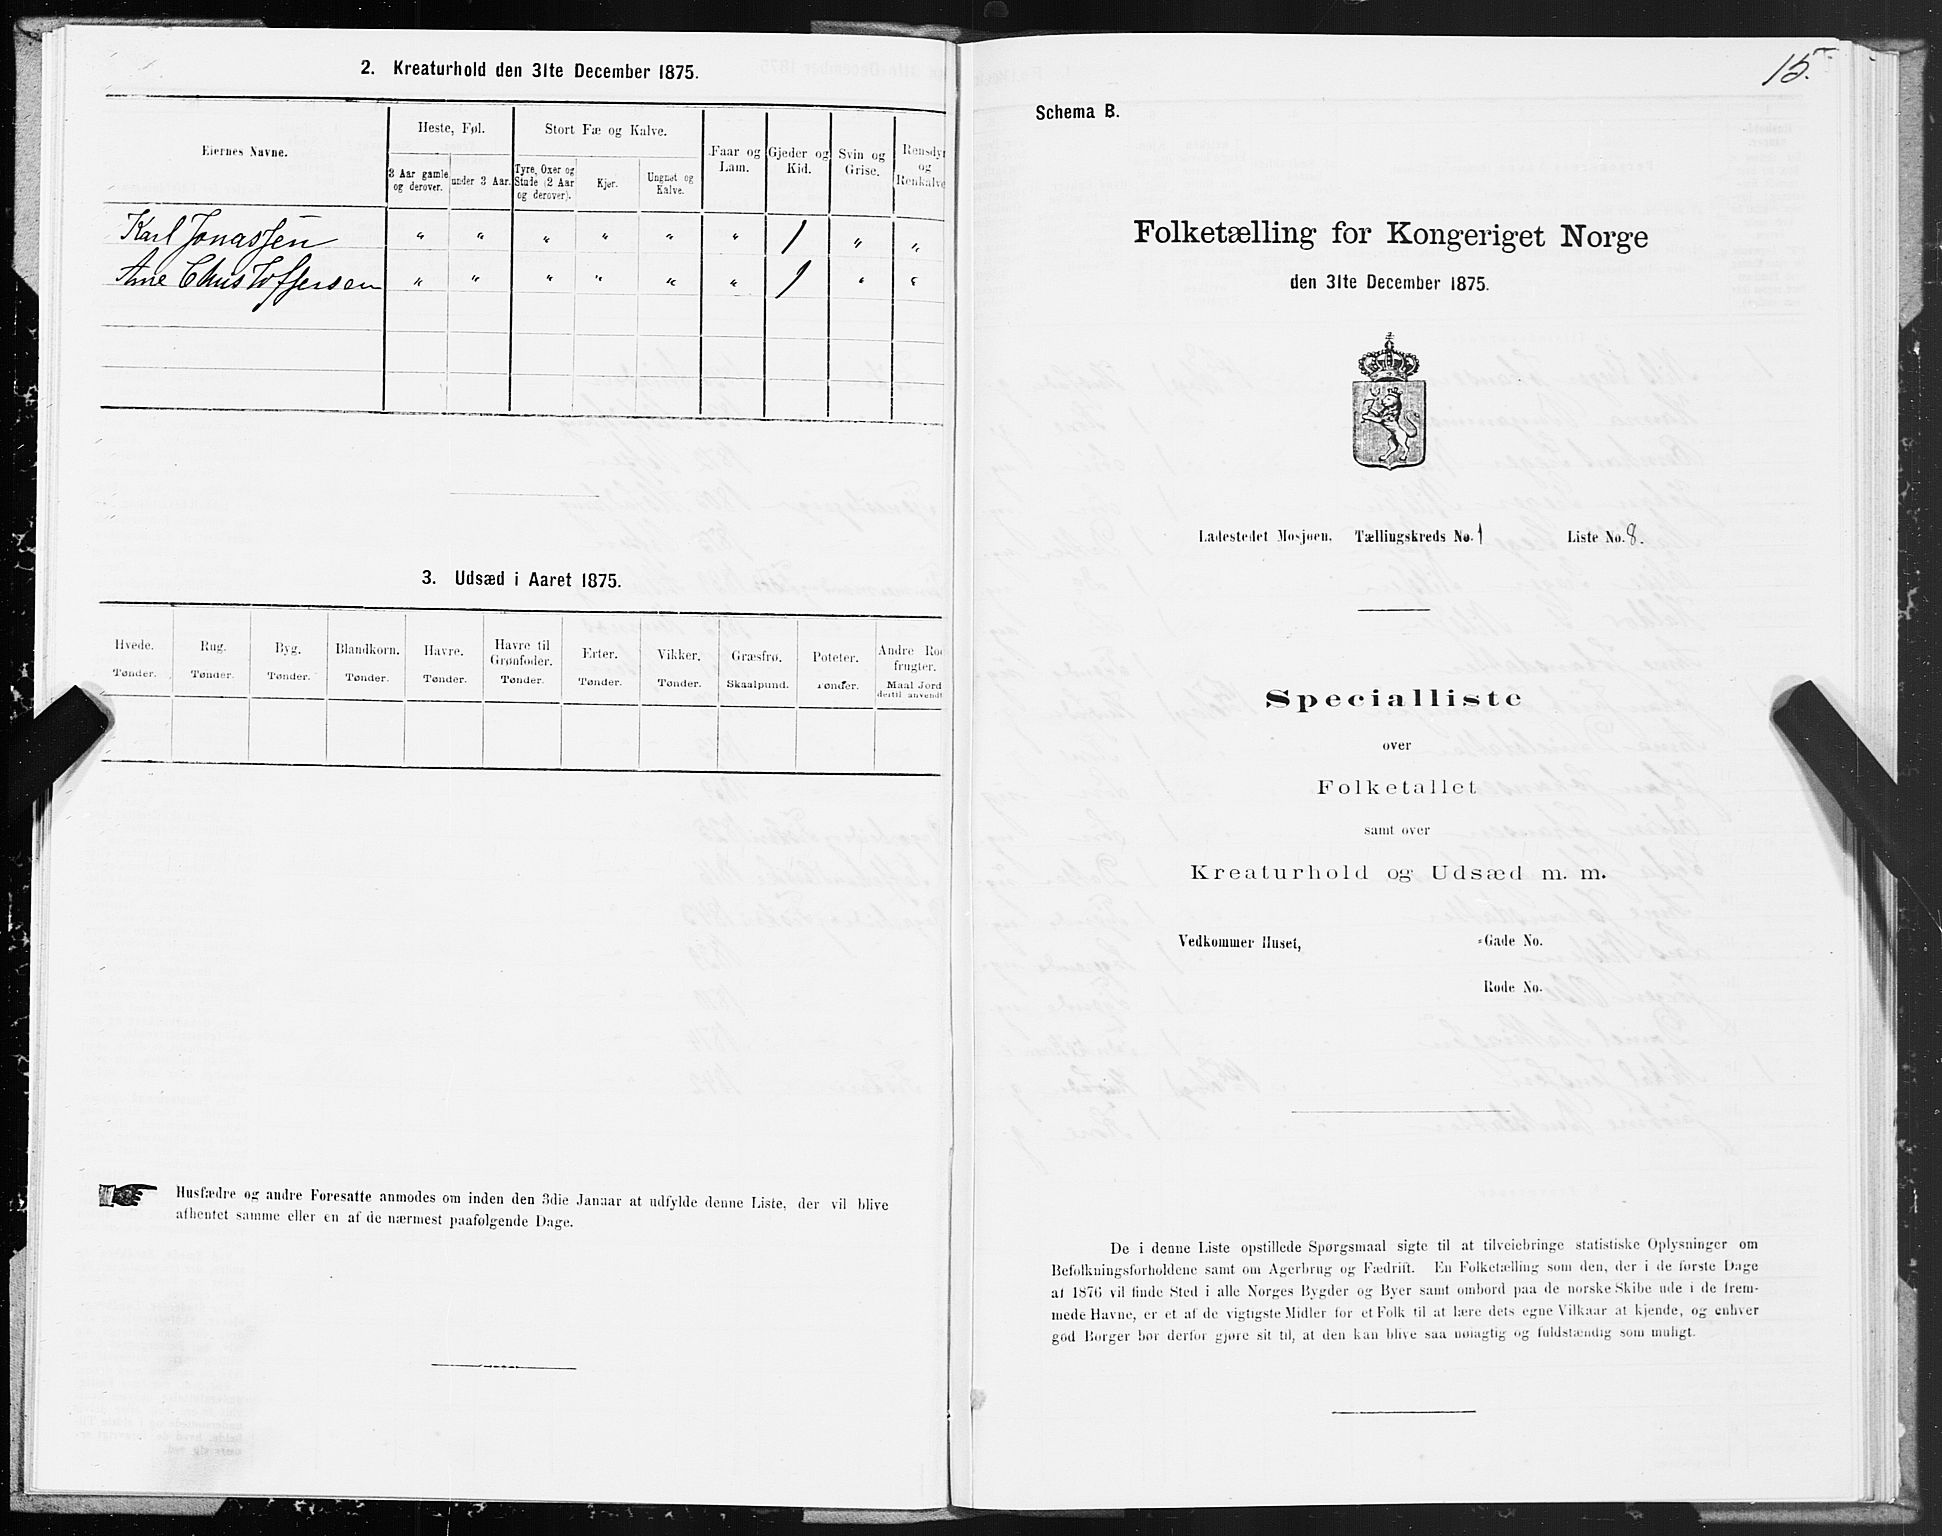 2. Kreaturhold den 31te December 1875.
Eiernes Navne.
Heste, Føl.
3 Aar gamle og derover.
under 3 Aar.
Stort Fæ og Kalve.
Tyre, Oxer og Stude (2 Aar og derover).
Kjør.
Ungnøt og Kalve.
Faar og Lam.
Gjeder og Kid.
Svin og Grise.
Rensdyr og Renkalve
Karl Jonassen " " " " " " 1 " "
Ane Christoffersen " " " " " " 1 " "
3. Udsæd i Aaret 1875.
Hvede. Tønder.
Rug. Tønder.
Byg. Tønder.
Blandkorn. Tønder.
Havre. Tønder.
Havre til Grønfoder. Tønder.
Erter. Tønder.
Vikker. Tønder.
Græsfrø. Skaalpund.
Poteter. Tønder.
Andre Rodfrugter. Maal Jord dertil anvendt
Husfædre og andre Foresatte anmodes om inden den 3die Januar at udfylde denne Liste, der vil blive
afhentet samme eller en af de nærmest paafølgende Dage.
15.
Schema B.
Folketælling for Kongeriget Norge
den 31te December 1875.
Ladestedet Mosjøen. Tællingskreds No. 1 Liste No. 8.
Specialliste
over
Folketallet
samt over
Kreaturhold og Udsæd m. m.
Vedkommer Huset, -Gade No.
Rode No.
De i denne Liste opstillede Spørgsmaal sigte til at tilveiebringe statistiske Oplysninger om
Befolkningsforholdene samt om Agerbrug og Fædrift. En Folketælling som den, der i de første Dage
af 1876 vil finde Sted i alle Norges Bygder og Byer samt ombord paa de norske Skibe ude i de frem-
mede Havne, er et af de vigtigste Midler for et Folk til at lære dets egne Vilkaar at kjende, og enhver
god Borger bør derfor gjøre sit til, at den kan blive saa nøiagtig og fuldstændig som muligt.